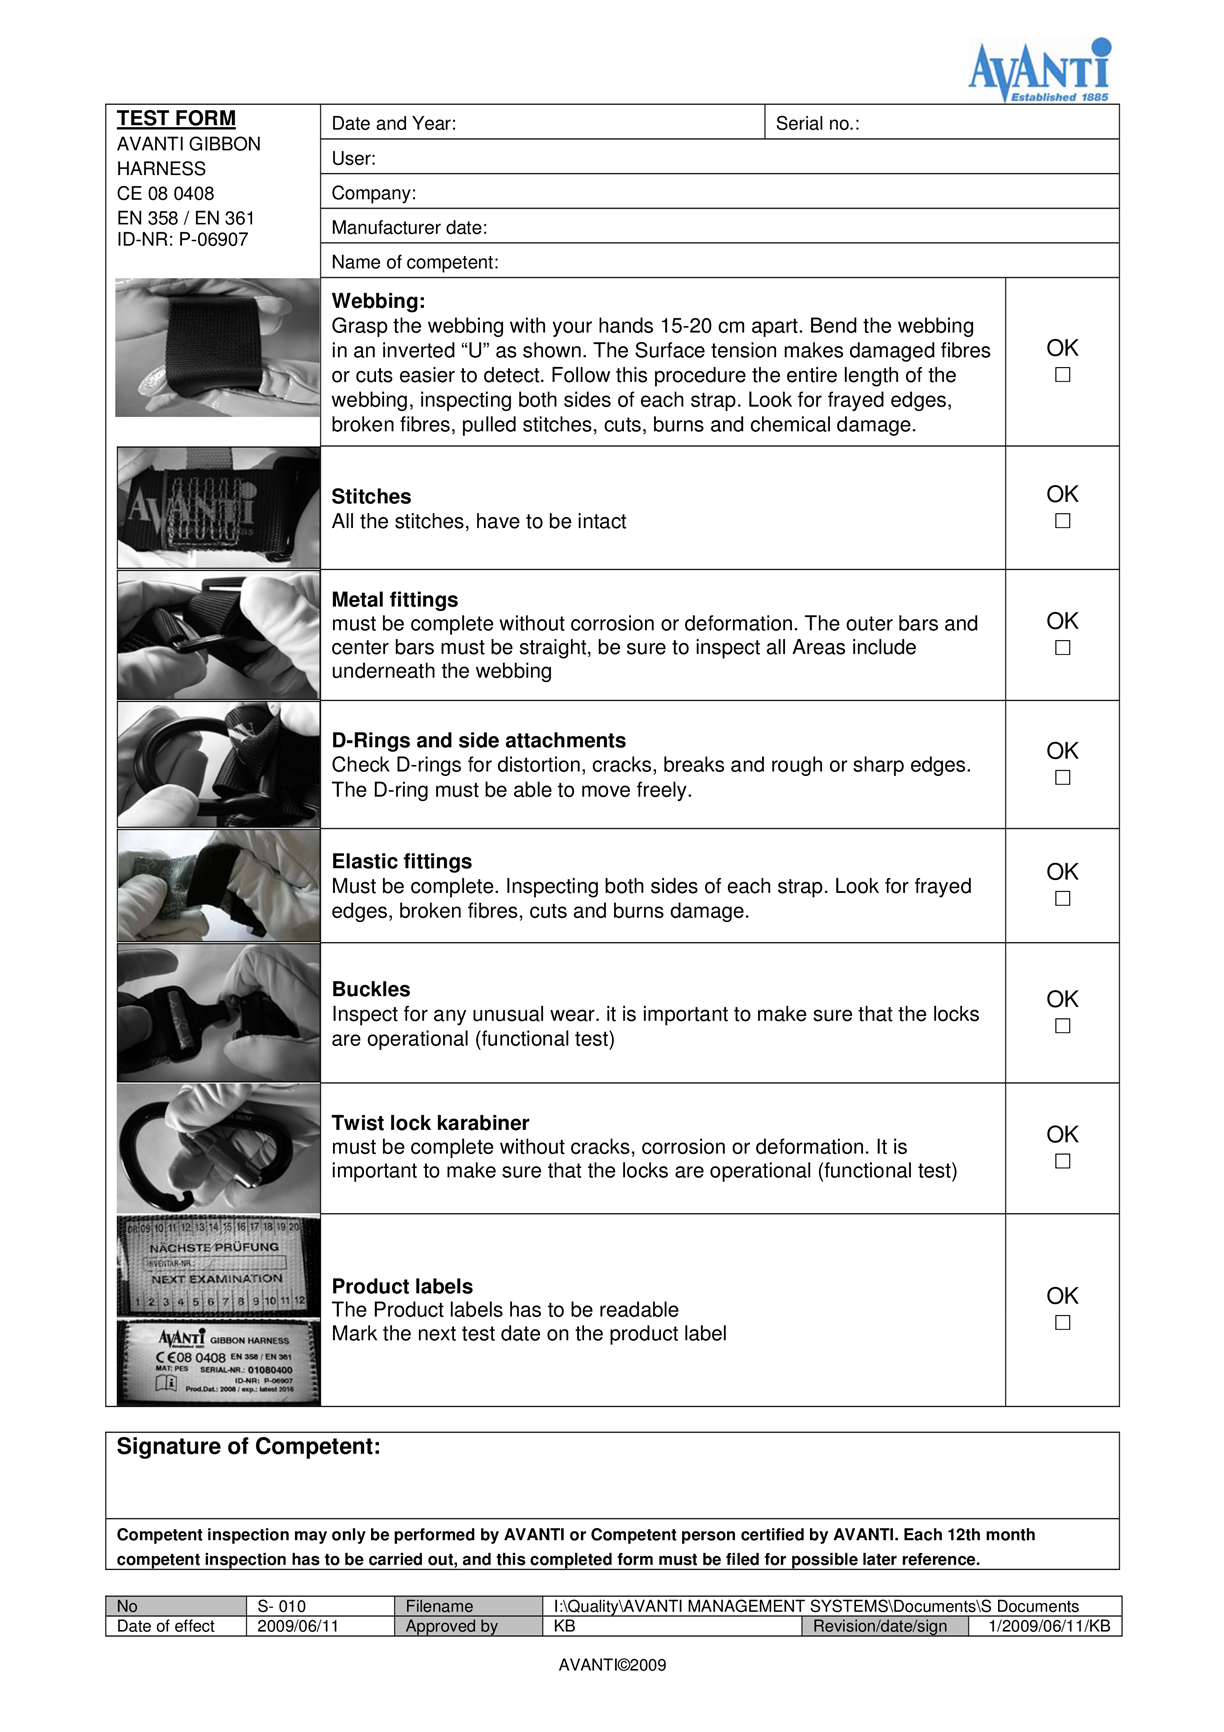 AVANTI
Established 1885
TEST FORM
AVANTI GIBBON
HARNESS
CE 08 0408
EN 358 / EN 361
ID-NR: P-06907
Date and Year:
Serial no.:
User:
Company:
Manufacturer date:
Name of competent:
Webbing:
Grasp the webbing with your hands 15-20 cm apart. Bend the webbing
in an inverted “U” as shown. The Surface tension makes damaged fibres
or cuts easier to detect. Follow this procedure the entire length of the
webbing, inspecting both sides of each strap. Look for frayed edges,
broken fibres, pulled stitches, cuts, burns and chemical damage.
OK
☐
AVANTI
Stitches
All the stitches, have to be intact
OK
☐
Metal fittings
must be complete without corrosion or deformation. The outer bars and
center bars must be straight, be sure to inspect all Areas include
underneath the webbing
OK
☐
D-Rings and side attachments
Check D-rings for distortion, cracks, breaks and rough or sharp edges.
The D-ring must be able to move freely.
OK
☐
Elastic fittings
Must be complete. Inspecting both sides of each strap. Look for frayed
edges, broken fibres, cuts and burns damage.
OK
☐
Buckles
Inspect for any unusual wear. it is important to make sure that the locks
are operational (functional test)
OK
☐
Twist lock karabiner
must be complete without cracks, corrosion or deformation. It is
important to make sure that the locks are operational (functional test)
OK
☐
08 09 10 11 12 13 14 15 16 17 18 19 20
NÄCHSTE PRÜFUNG
INVENTAR-NR.:
NEXT EXAMINATION
1 2 3 4 5 6 7 8 9 10 11 12
AVANTI GIBBON HARNESS
Established 1885
CE 08 0408 EN 358 / EN 361
MAT: PES SERIAL-NR.: 01080400
ID-NR: P-06907
Prod.Dat.: 2008 / exp.: latest 2016
Product labels
The Product labels has to be readable
Mark the next test date on the product label
OK
☐
Signature of Competent:
Competent inspection may only be performed by AVANTI or Competent person certified by AVANTI. Each 12th month
competent inspection has to be carried out, and this completed form must be filed for possible later reference.
No S- 010 Filename I:\Quality\AVANTI MANAGEMENT SYSTEMS\Documents\S Documents
Date of effect 2009/06/11 Approved by KB Revision/date/sign 1/2009/06/11/KB
AVANTI©2009